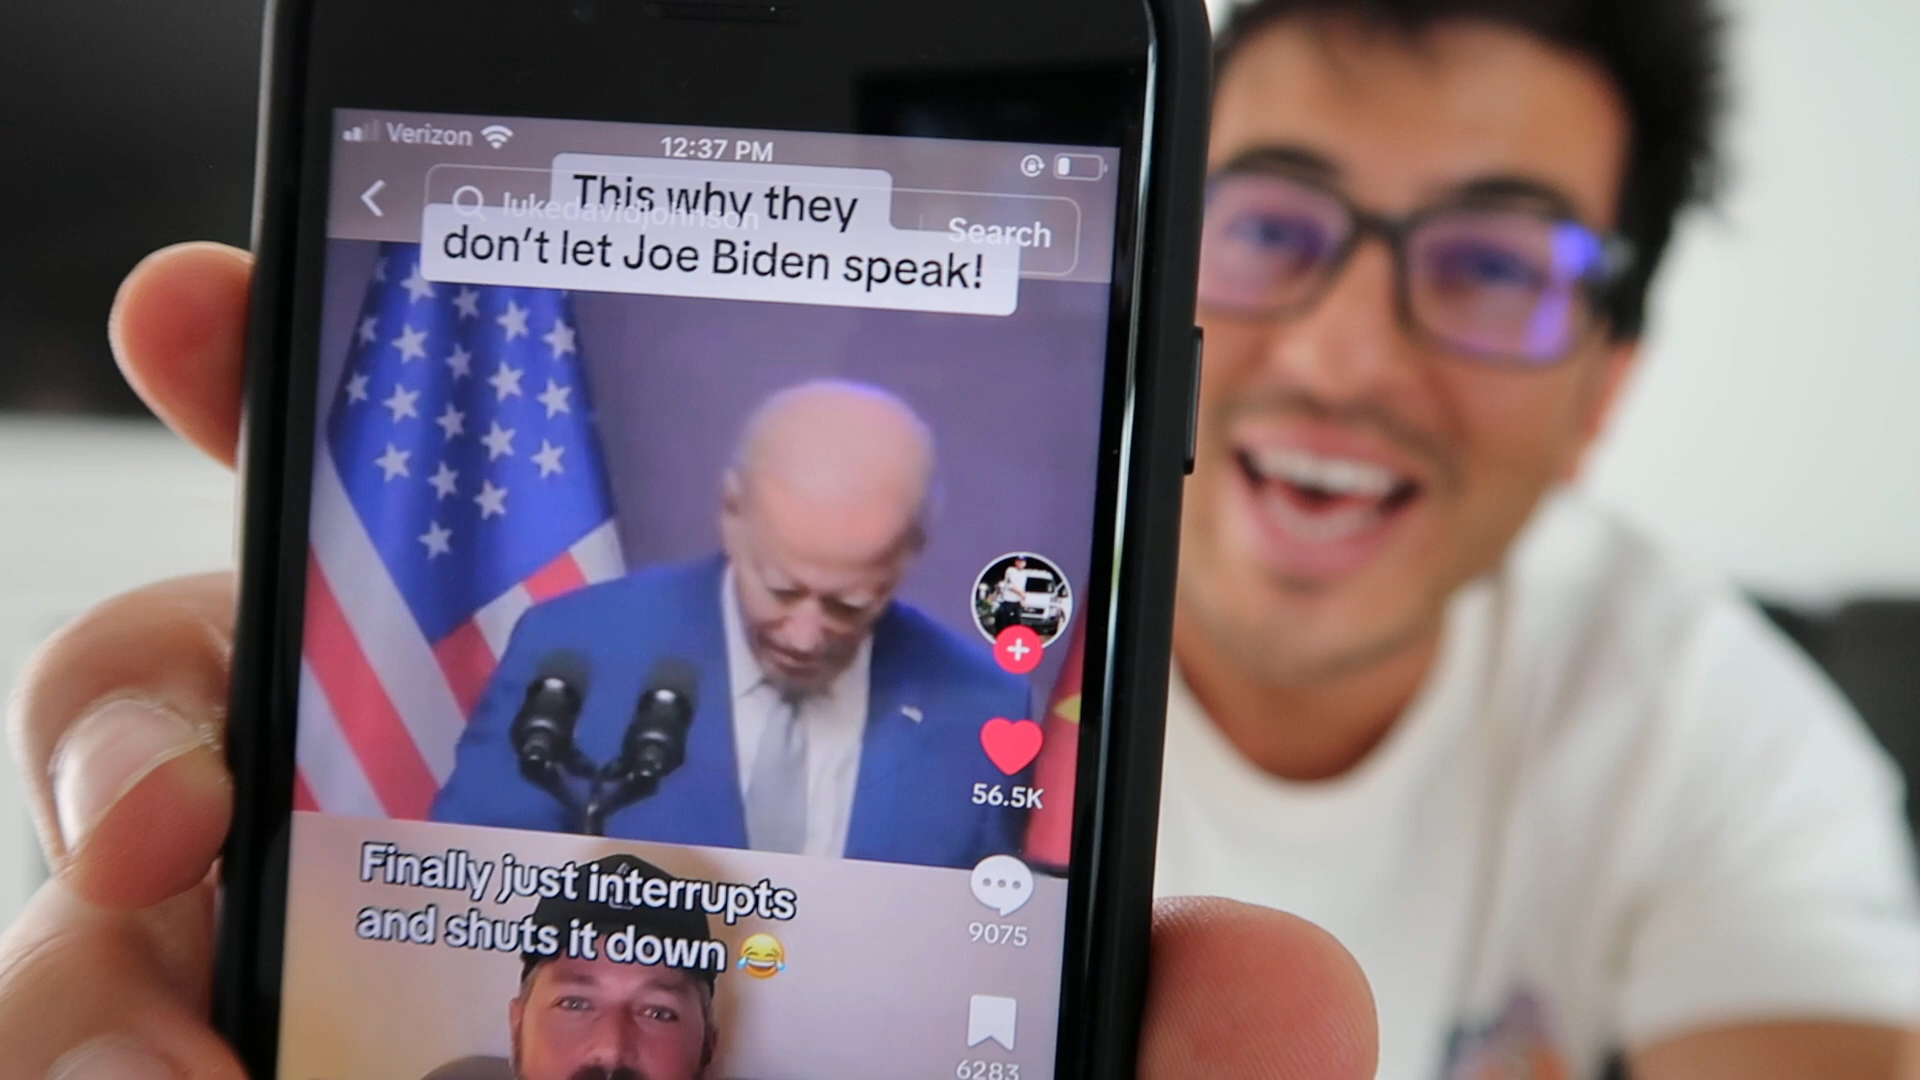 Verizon
12:37 PM
lukedavidjohnson
Search
This why they
don't let Joe Biden speak!
56.5K
Finally just interrupts
and shuts it down 😂
9075
6283